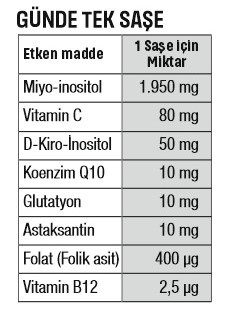 GÜNDE TEK SAŞE
Etken madde 1 Saşe için Miktar
Miyo-inositol 1.950 mg
Vitamin C 80 mg
D-Kiro-İnositol 50 mg
Koenzim Q10 10 mg
Glutatyon 10 mg
Astaksantin 10 mg
Folat (Folik asit) 400 µg
Vitamin B12 2,5 µg